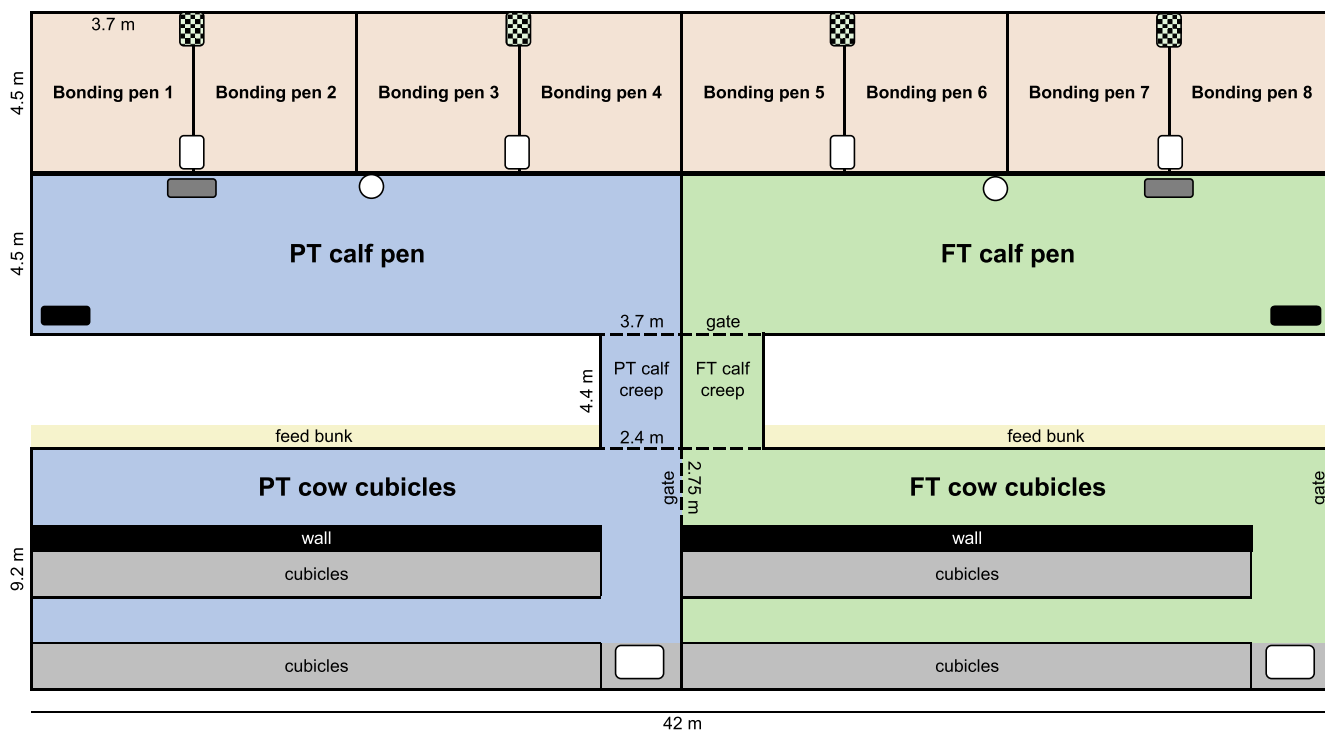 3.7 m
4.5 m
Bonding pen 1
Bonding pen 2
Bonding pen 3
Bonding pen 4
Bonding pen 5
Bonding pen 6
Bonding pen 7
Bonding pen 8
4.5 m
PT calf pen
FT calf pen
3.7 m
gate
4.4 m
PT calf
creep
FT calf
creep
feed bunk
2.4 m
feed bunk
PT cow cubicles
gate
2.75 m
FT cow cubicles
gate
9.2 m
wall
wall
cubicles
cubicles
cubicles
cubicles
42 m